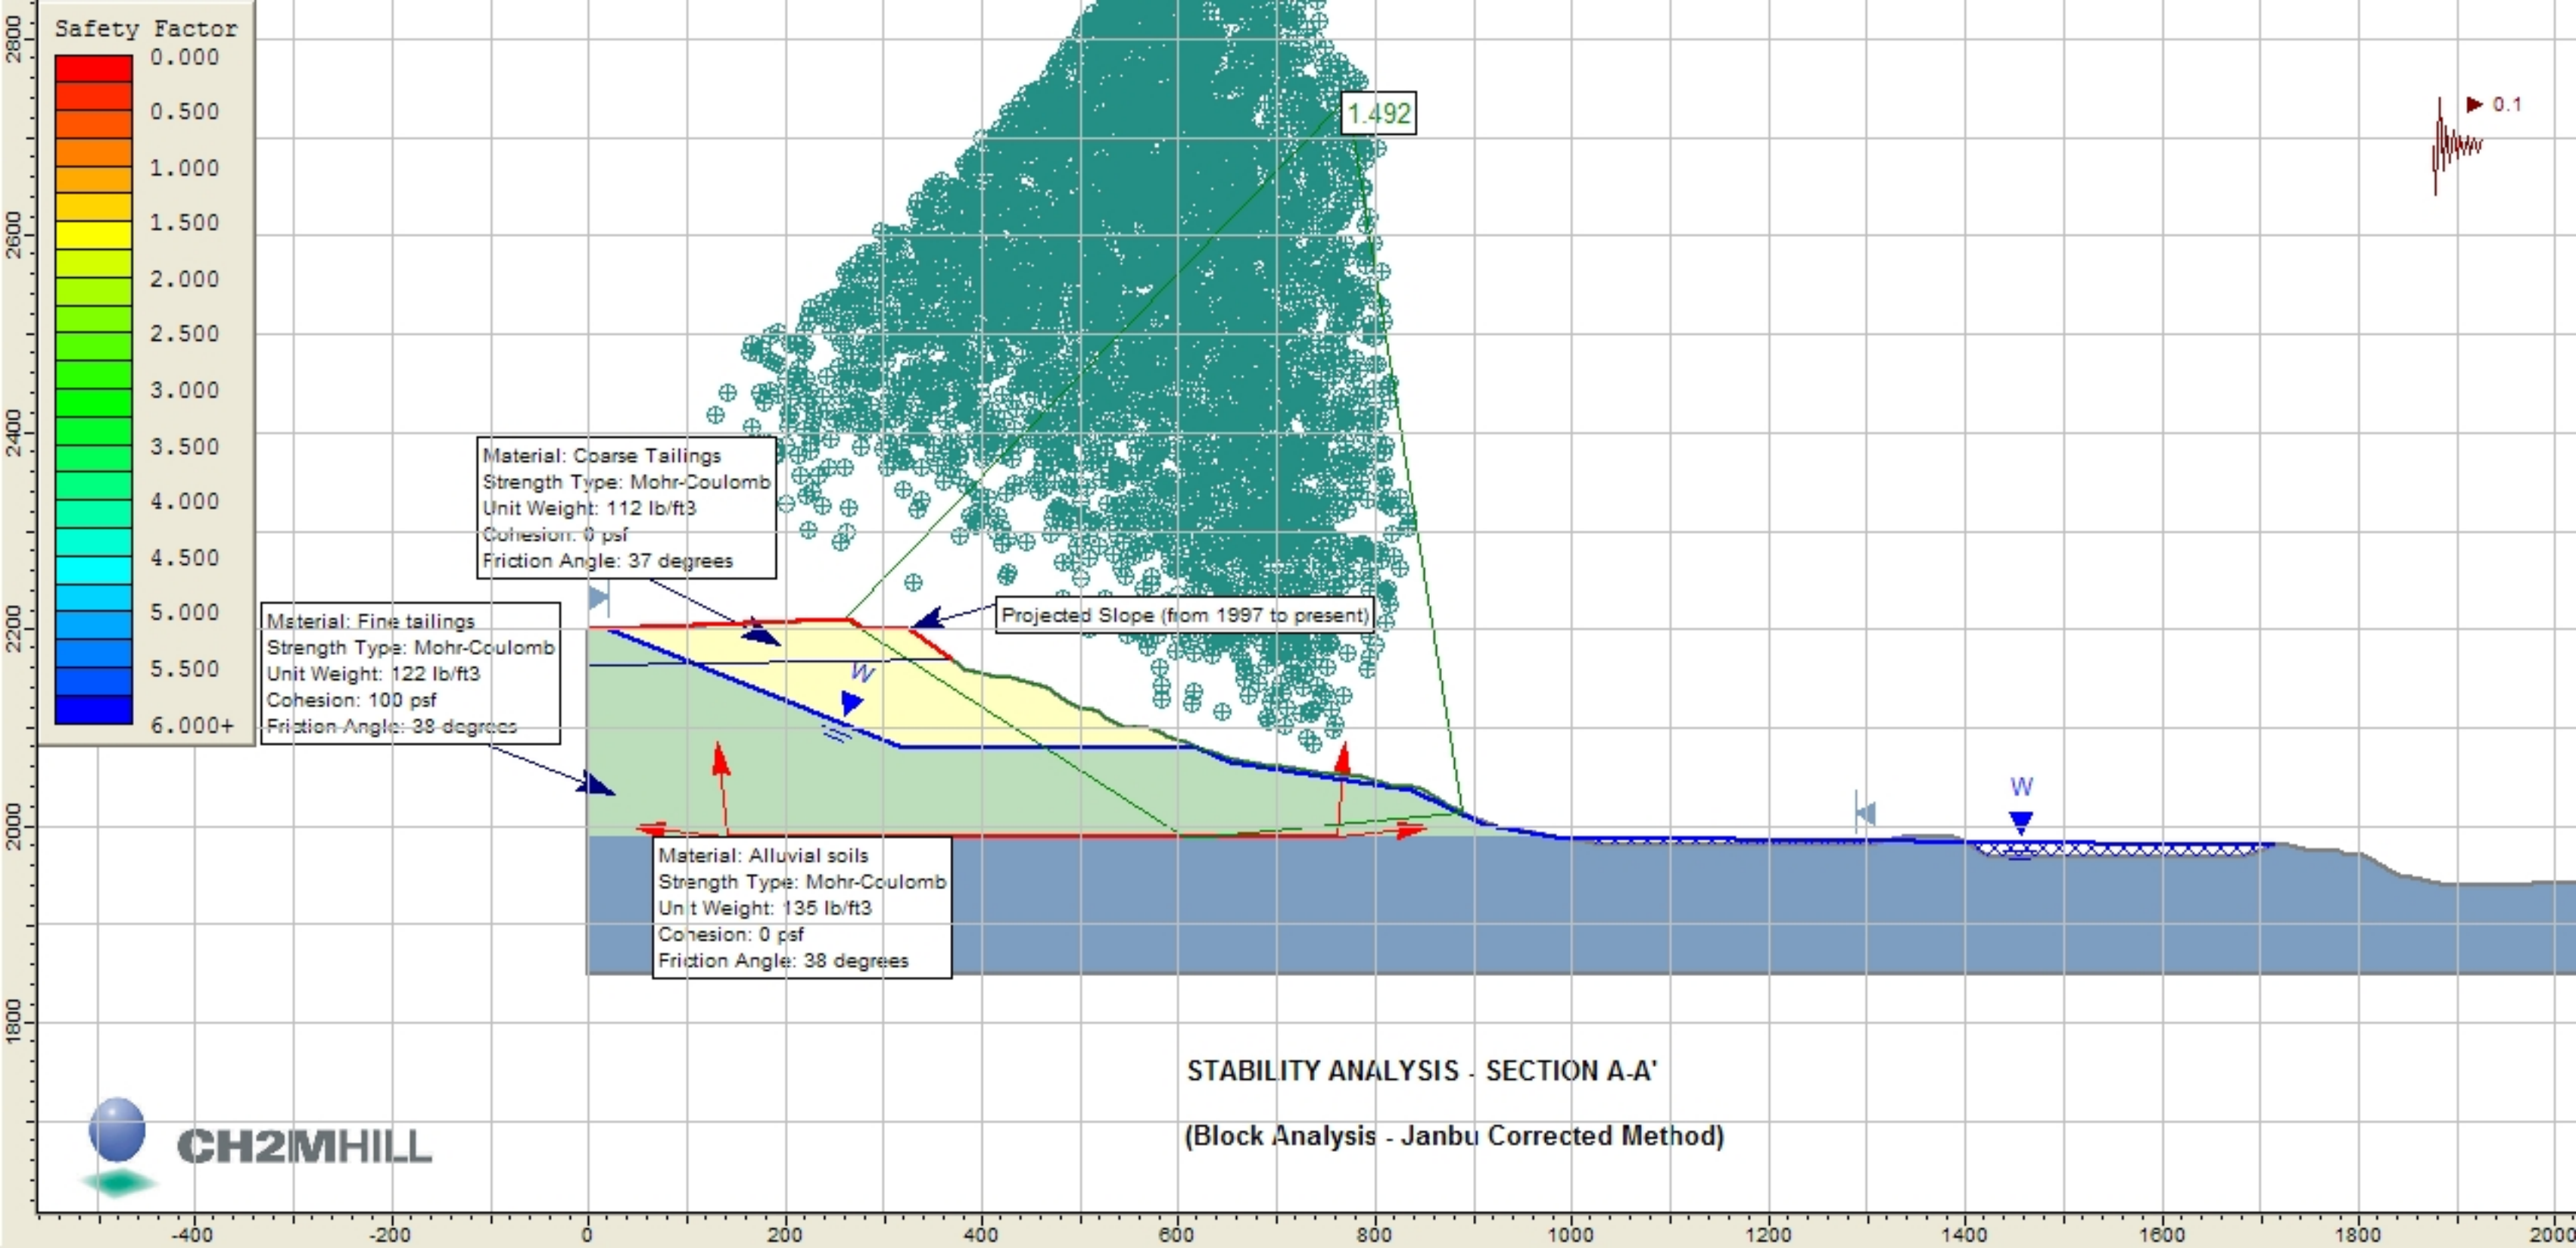 Safety Factor
0.000
0.500
1.000
1.500
2.000
2.500
3.000
3.500
4.000
4.500
5.000
5.500
6.000+
2800
2600
2400
2200
2000
1800
1.492
0.1
Material: Coarse Tailings
Strength Type: Mohr-Coulomb
Unit Weight: 112 lb/ft3
Cohesion: 0 psf
Friction Angle: 37 degrees
Material: Fine tailings
Strength Type: Mohr-Coulomb
Unit Weight: 122 lb/ft3
Cohesion: 100 psf
Friction Angle: 38 degrees
Projected Slope (from 1997 to present)
W
W
Material: Alluvial soils
Strength Type: Mohr-Coulomb
Unit Weight: 135 lb/ft3
Cohesion: 0 psf
Friction Angle: 38 degrees
STABILITY ANALYSIS - SECTION A-A'
(Block Analysis - Janbu Corrected Method)
CH2MHILL
-400 -200 0 200 400 600 800 1000 1200 1400 1600 1800 2000